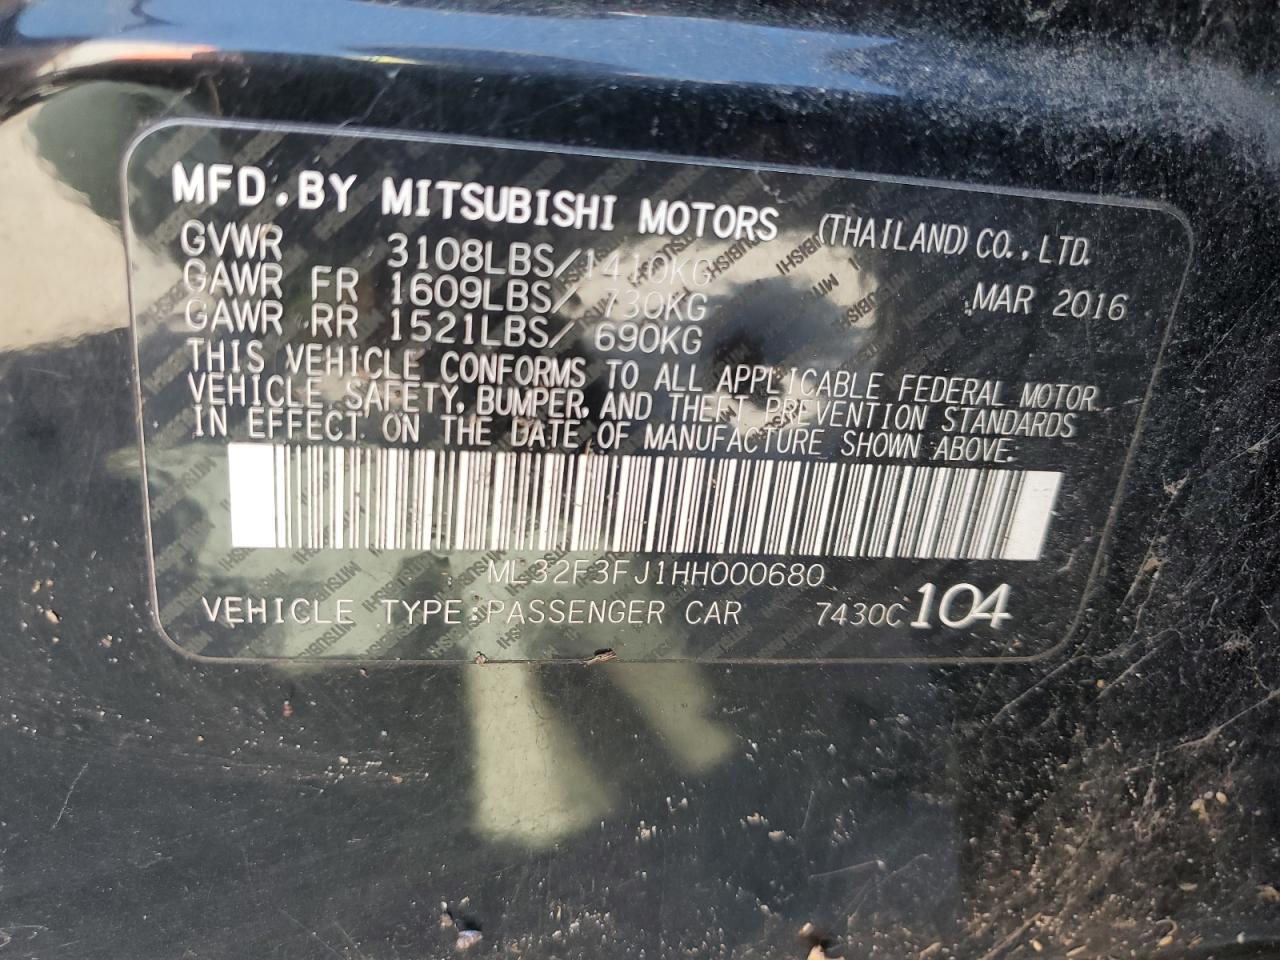 MFD.BY MITSUBISHI MOTORS (THAILAND) CO., LTD.
GVWR 3108LBS/1410KG
GAWR FR 1609LBS/ 730KG MAR 2016
GAWR RR 1521LBS/ 690KG
THIS VEHICLE CONFORMS TO ALL APPLICABLE FEDERAL MOTOR
VEHICLE SAFETY, BUMPER, AND THEFT PREVENTION STANDARDS
IN EFFECT ON THE DATE OF MANUFACTURE SHOWN ABOVE.
ML32F3FJ1HH000680
VEHICLE TYPE:PASSENGER CAR 7430C 104